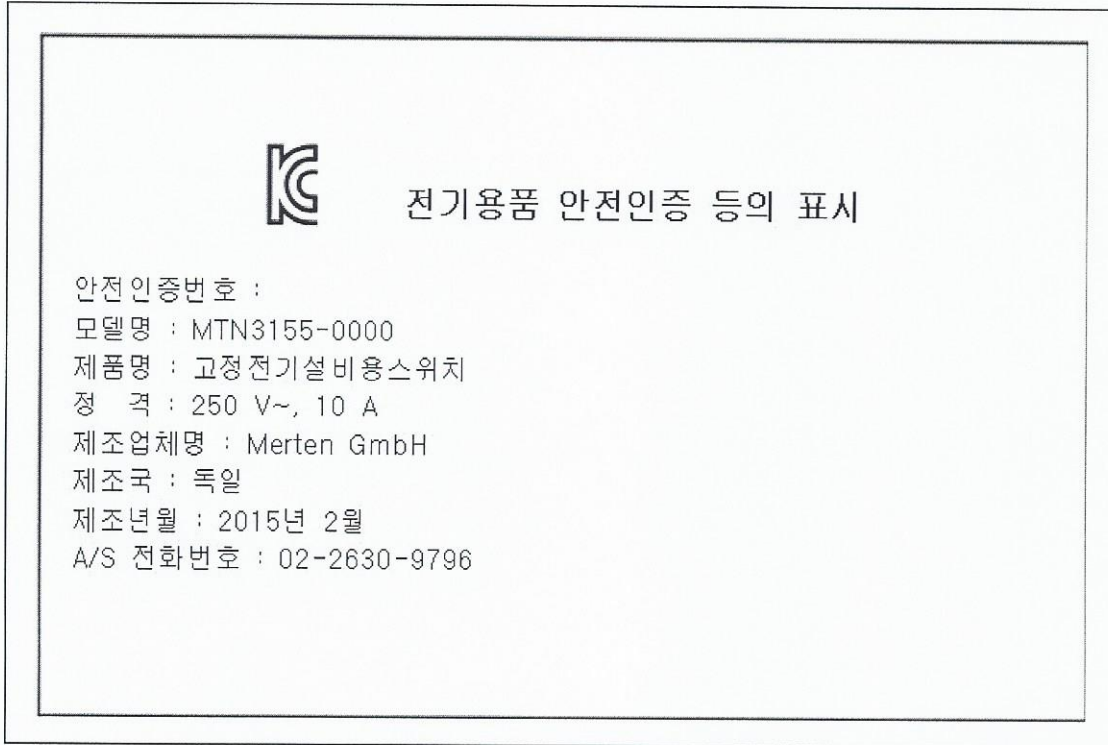 KC 전기용품 안전인증 등의 표시
안전인증번호 :
모델명 : MTN3155-0000
제품명 : 고정전기설비용스위치
정 격 : 250 V~, 10 A
제조업체명 : Merten GmbH
제조국 : 독일
제조년월 : 2015년 2월
A/S 전화번호 : 02-2630-9796